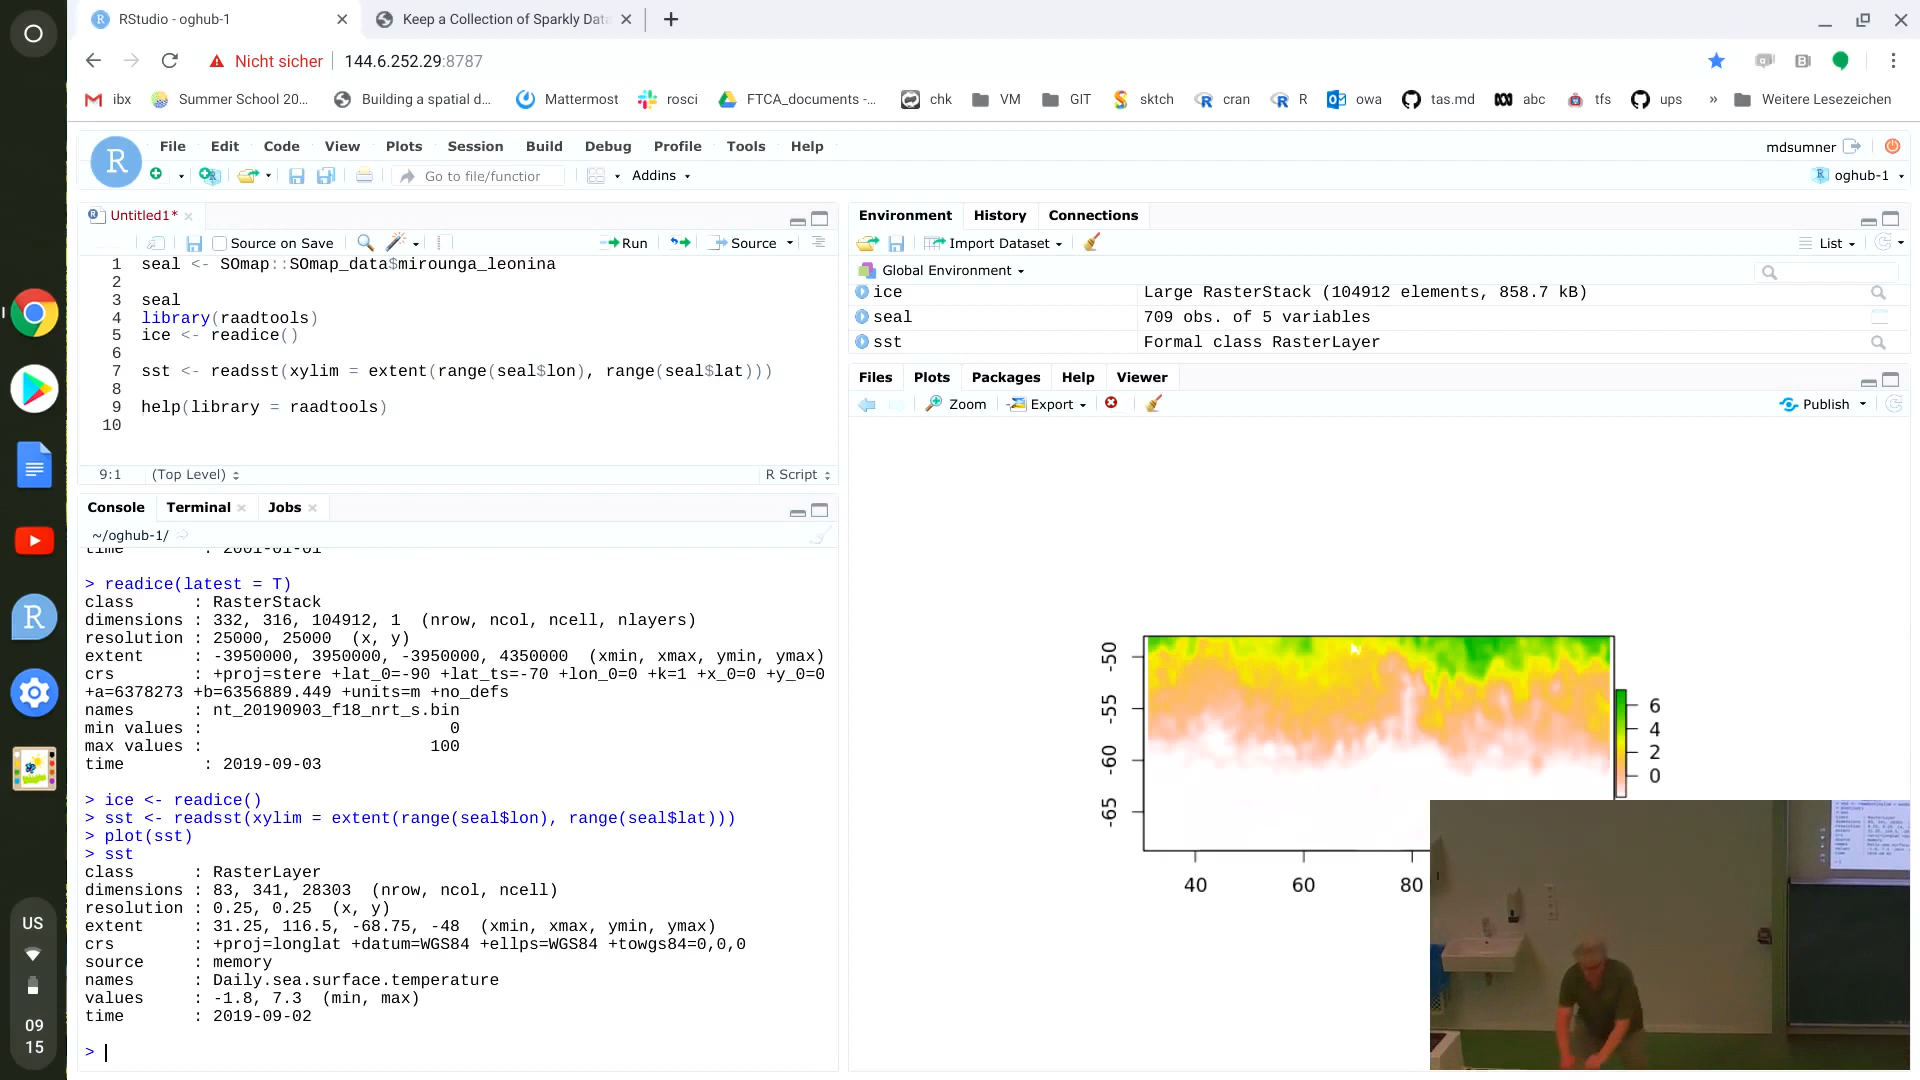 RStudio - oghub-1
Keep a Collection of Sparkly Data
Nicht sicher
144.6.252.29:8787
ibx
Summer School 20...
Building a spatial d...
Mattermost
rosci
FTCA_documents -...
chk
VM
GIT
sktch
cran
R
owa
tas.md
abc
tfs
ups
»
Weitere Lesezeichen
R
File Edit Code View Plots Session Build Debug Profile Tools Help
mdsumner
Go to file/functior
Addins
oghub-1
Untitled1*
Source on Save
Run
Source
1 seal <- SOmap::SOmap_data$mirounga_leonina
2
3 seal
4 library(raadtools)
5 ice <- readice()
6
7 sst <- readsst(xylim = extent(range(seal$lon), range(seal$lat)))
8
9 help(library = raadtools)
10
9:1 (Top Level) R Script
Console Terminal Jobs
~/oghub-1/
time : 2001-01-01
> readice(latest = T)
class : RasterStack
dimensions : 332, 316, 104912, 1 (nrow, ncol, ncell, nlayers)
resolution : 25000, 25000 (x, y)
extent : -3950000, 3950000, -3950000, 4350000 (xmin, xmax, ymin, ymax)
crs : +proj=stere +lat_0=-90 +lat_ts=-70 +lon_0=0 +k=1 +x_0=0 +y_0=0
+a=6378273 +b=6356889.449 +units=m +no_defs
names : nt_20190903_f18_nrt_s.bin
min values : 0
max values : 100
time : 2019-09-03
> ice <- readice()
> sst <- readsst(xylim = extent(range(seal$lon), range(seal$lat)))
> plot(sst)
> sst
class : RasterLayer
dimensions : 83, 341, 28303 (nrow, ncol, ncell)
resolution : 0.25, 0.25 (x, y)
extent : 31.25, 116.5, -68.75, -48 (xmin, xmax, ymin, ymax)
crs : +proj=longlat +datum=WGS84 +ellps=WGS84 +towgs84=0,0,0
source : memory
names : Daily.sea.surface.temperature
values : -1.8, 7.3 (min, max)
time : 2019-09-02
>
Environment History Connections
Import Dataset
List
Global Environment
ice Large RasterStack (104912 elements, 858.7 kB)
seal 709 obs. of 5 variables
sst Formal class RasterLayer
Files Plots Packages Help Viewer
Zoom
Export
Publish
-50
-55
-60
-65
40 60 80
6
4
2
0
R
US
09
15